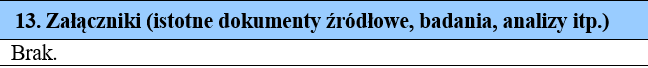 13. Załączniki (istotne dokumenty źródłowe, badania, analizy itp.)
Brak.